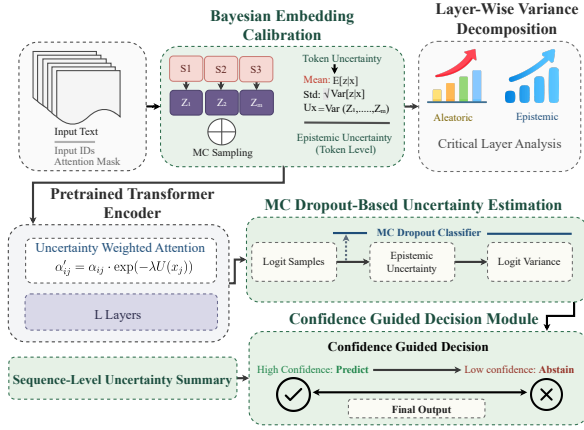 Bayesian Embedding
Calibration
Layer-Wise Variance
Decomposition
Input Text
Input IDs
Attention Mask
S1
S2
S3
Z₁
Z₂
Zₘ
MC Sampling
Token Uncertainty
Mean: E[z|x]
Std: √Var[z|x]
Ux = Var (Z₁,.....,Zₘ)
Epistemic Uncertainty
(Token Level)
Aleatoric
Epistemic
Critical Layer Analysis
Pretrained Transformer
Encoder
Uncertainty Weighted Attention
α′ᵢⱼ = αᵢⱼ · exp(−λU(xⱼ))
L Layers
MC Dropout-Based Uncertainty Estimation
MC Dropout Classifier
Logit Samples
Epistemic
Uncertainty
Logit Variance
Confidence Guided Decision Module
Sequence-Level Uncertainty Summary
Confidence Guided Decision
High Confidence: Predict
Low confidence: Abstain
Final Output